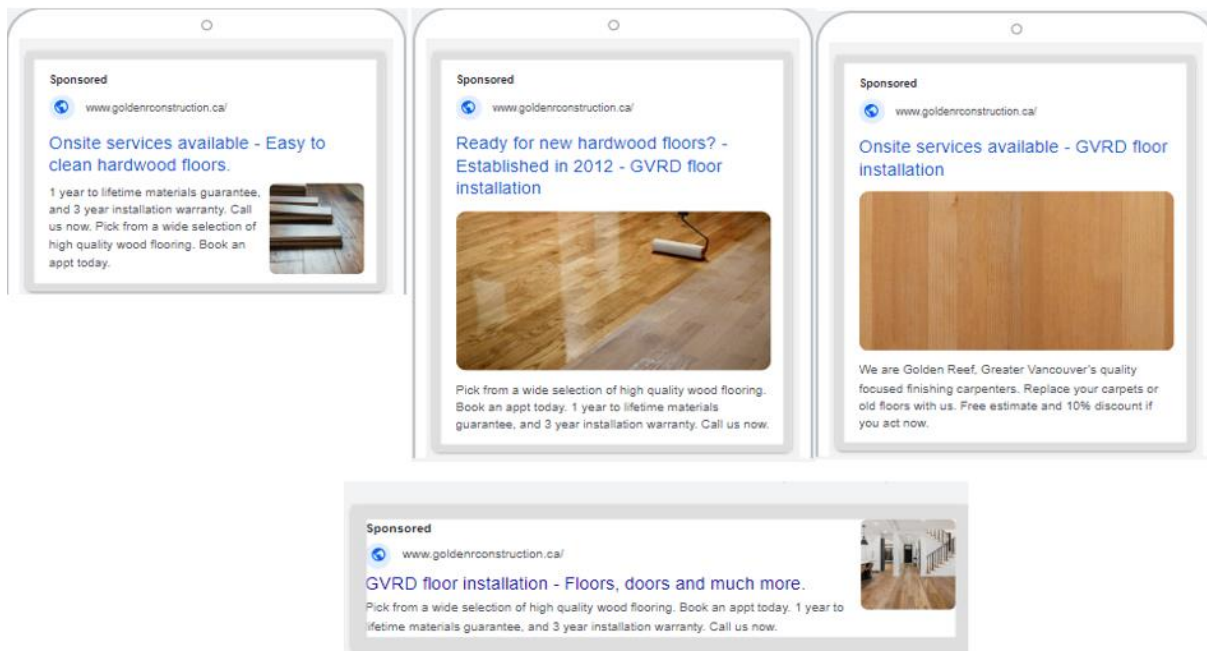 Sponsored
www.goldenrconstruction.ca/
Onsite services available - Easy to
clean hardwood floors.
1 year to lifetime materials guarantee,
and 3 year installation warranty. Call
us now. Pick from a wide selection of
high quality wood flooring. Book an
appt today.
Sponsored
www.goldenrconstruction.ca/
Ready for new hardwood floors? -
Established in 2012 - GVRD floor
installation
Pick from a wide selection of high quality wood flooring.
Book an appt today. 1 year to lifetime materials
guarantee, and 3 year installation warranty. Call us now.
Sponsored
www.goldenrconstruction.ca/
Onsite services available - GVRD floor
installation
We are Golden Reef, Greater Vancouver's quality
focused finishing carpenters. Replace your carpets or
old floors with us. Free estimate and 10% discount if
you act now.
Sponsored
www.goldenrconstruction.ca/
GVRD floor installation - Floors, doors and much more.
Pick from a wide selection of high quality wood flooring. Book an appt today. 1 year to
lifetime materials guarantee, and 3 year installation warranty. Call us now.